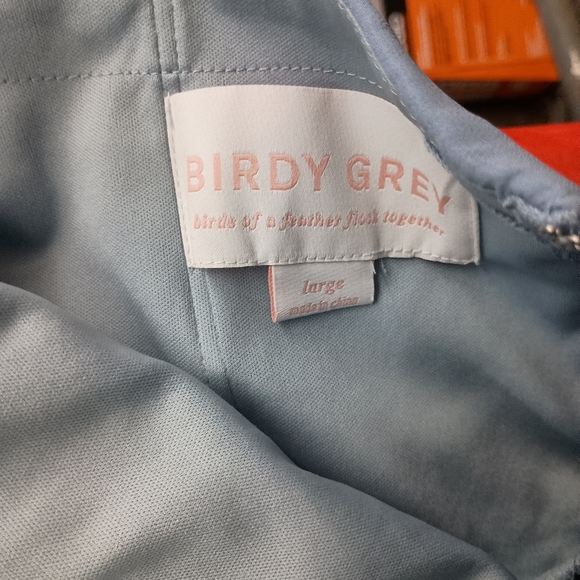 BIRDY GREY
birds of a feather flock together.
large
made in china